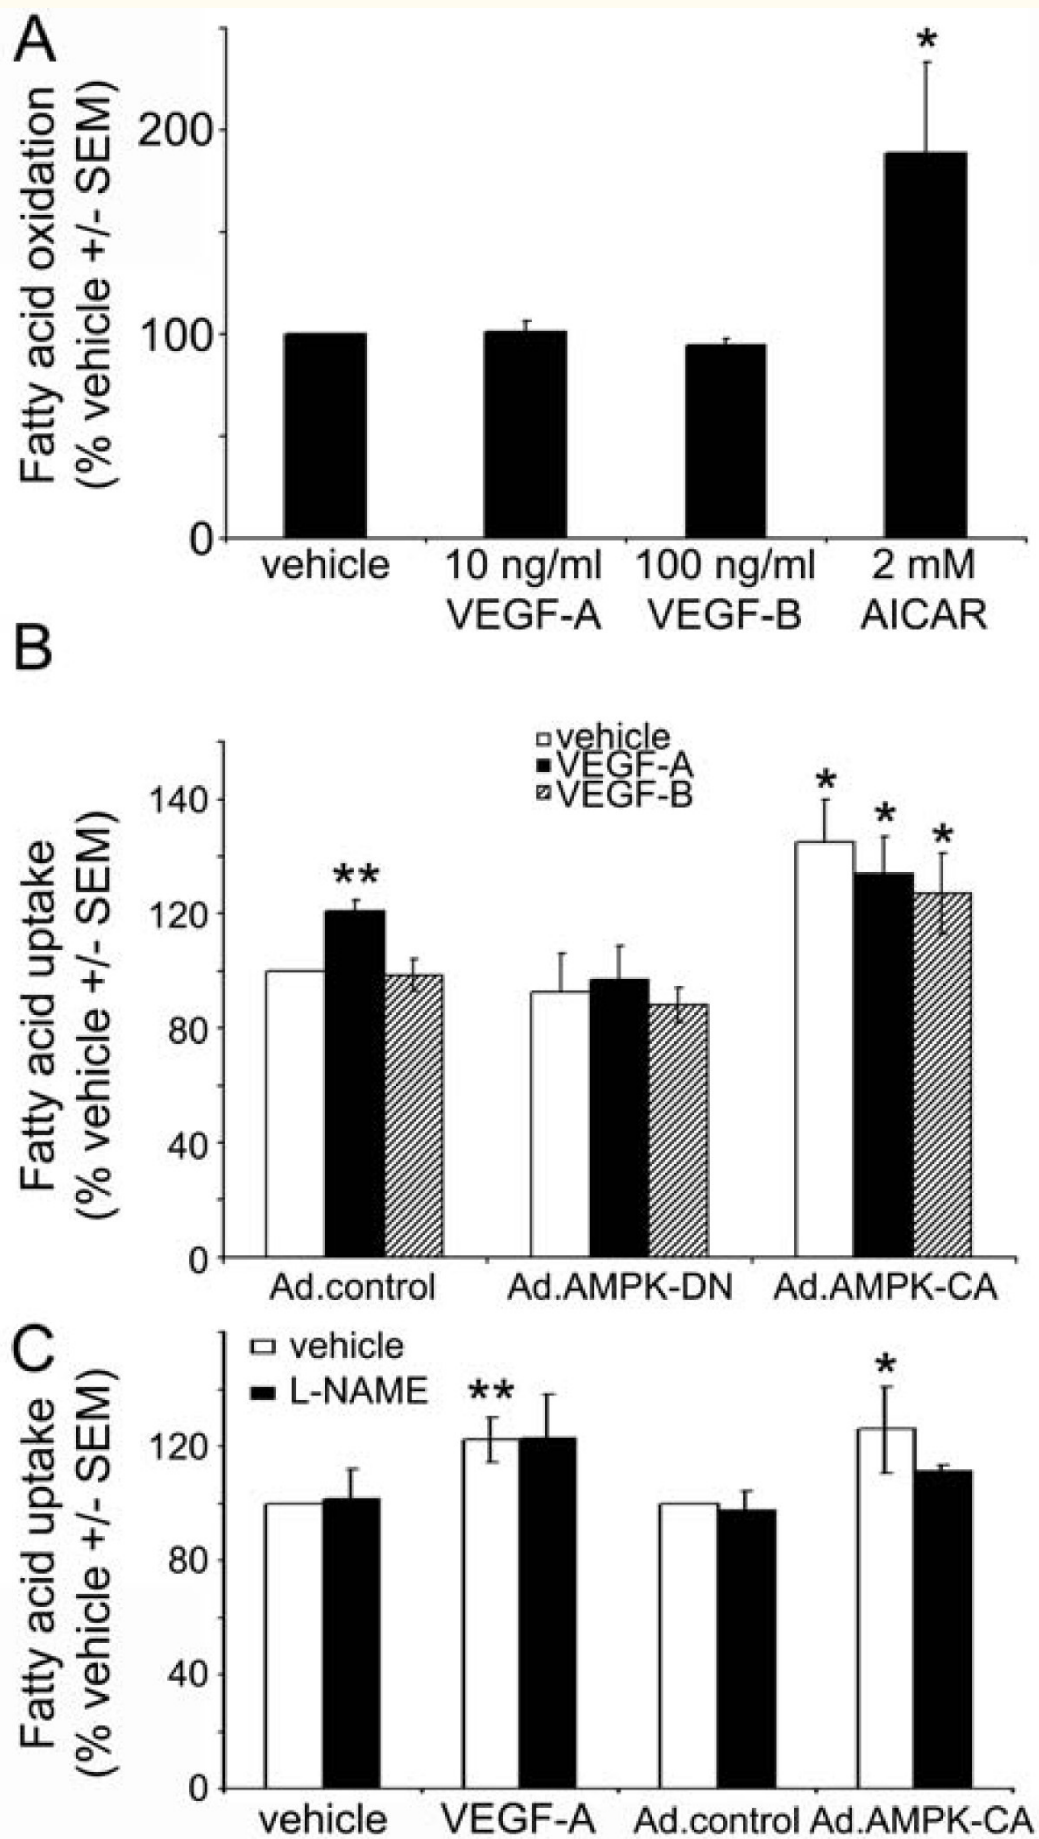 A
Fatty acid oxidation
(% vehicle +/- SEM)
200
100
0
*
vehicle
10 ng/ml
VEGF-A
100 ng/ml
VEGF-B
2 mM
AICAR
B
Fatty acid uptake
(% vehicle +/- SEM)
140
120
80
40
0
vehicle
VEGF-A
VEGF-B
**
*
*
*
Ad.control
Ad.AMPK-DN
Ad.AMPK-CA
C
Fatty acid uptake
(% vehicle +/- SEM)
120
80
40
0
vehicle
L-NAME
**
*
vehicle
VEGF-A
Ad.control
Ad.AMPK-CA